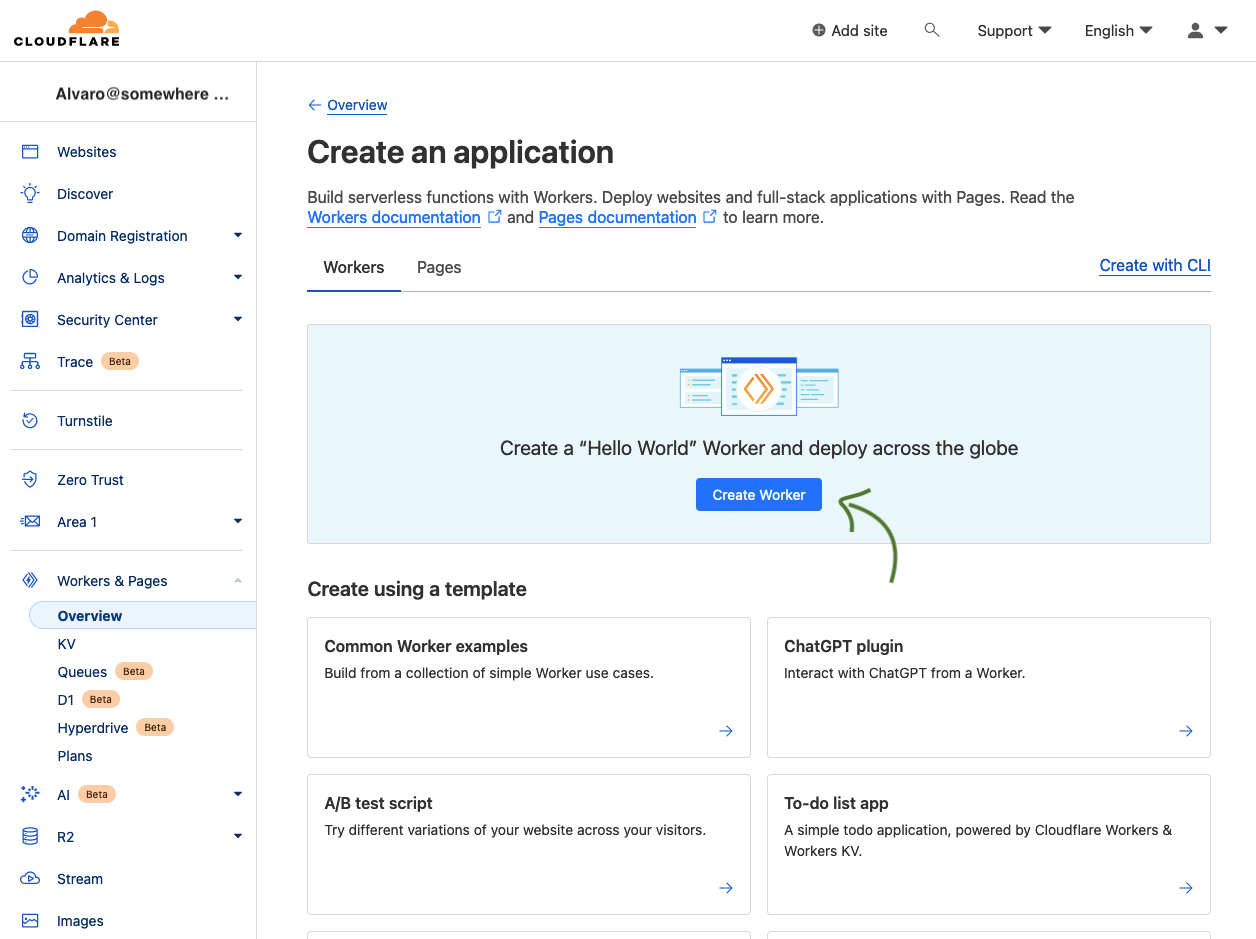 CLOUDFLARE
Add site
Support
English
Alvaro@somewhere ...
Websites
Discover
Domain Registration
Analytics & Logs
Security Center
Trace Beta
Turnstile
Zero Trust
Area 1
Workers & Pages
Overview
KV
Queues Beta
D1 Beta
Hyperdrive Beta
Plans
AI Beta
R2
Stream
Images
← Overview
Create an application
Build serverless functions with Workers. Deploy websites and full-stack applications with Pages. Read the
Workers documentation and Pages documentation to learn more.
Workers Pages
Create with CLI
Create a “Hello World” Worker and deploy across the globe
Create Worker
Create using a template
Common Worker examples
Build from a collection of simple Worker use cases.
ChatGPT plugin
Interact with ChatGPT from a Worker.
A/B test script
Try different variations of your website across your visitors.
To-do list app
A simple todo application, powered by Cloudflare Workers &
Workers KV.